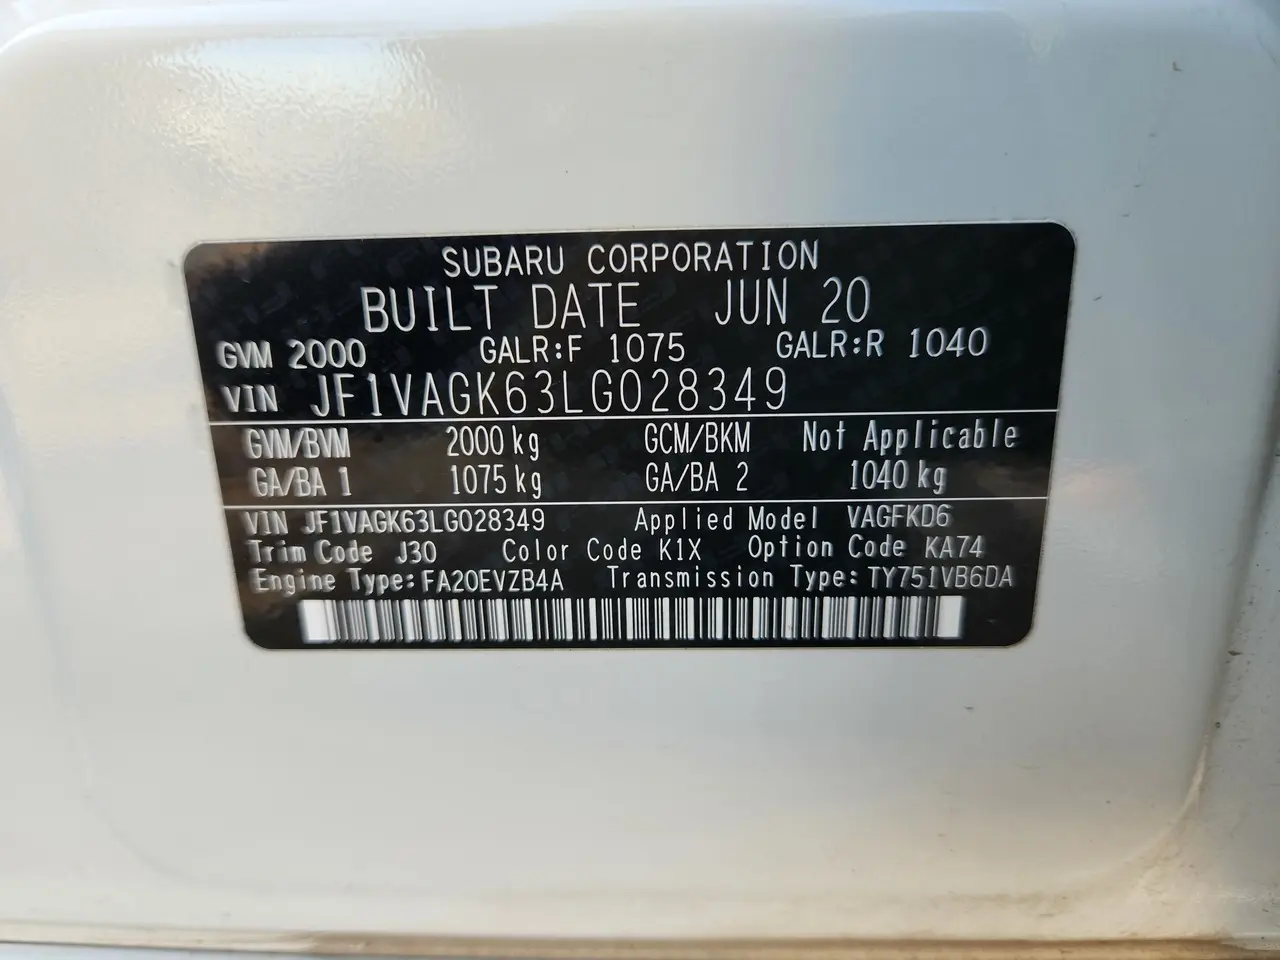 SUBARU CORPORATION
BUILT DATE JUN 20
GVM 2000 GALR:F 1075 GALR:R 1040
VIN JF1VAGK63LG028349
GVM/BVM 2000 kg GCM/BKM Not Applicable
GA/BA 1 1075 kg GA/BA 2 1040 kg
VIN JF1VAGK63LG028349 Applied Model VAGFKD6
Trim Code J30 Color Code K1X Option Code KA74
Engine Type: FA20EVZB4A Transmission Type: TY751VB6DA